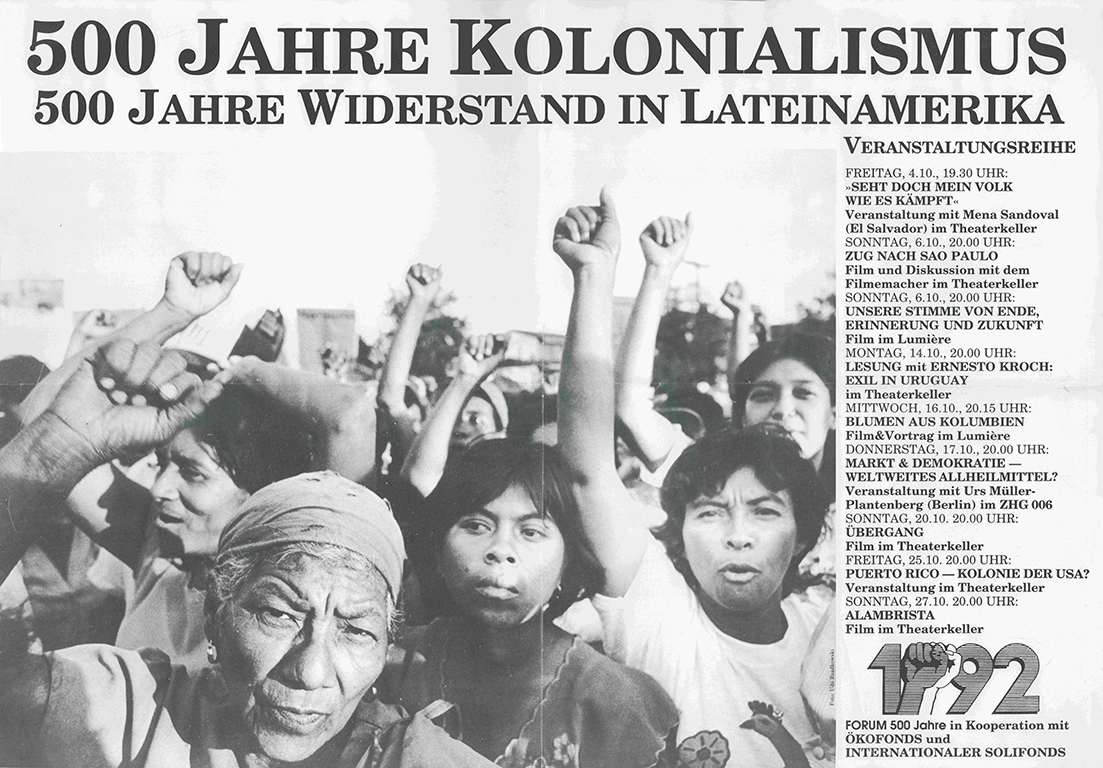 500 JAHRE KOLONIALISMUS
500 JAHRE WIDERSTAND IN LATEINAMERIKA
VERANSTALTUNGSREIHE
FREITAG, 4.10., 19.30 UHR:
»SEHT DOCH MEIN VOLK
WIE ES KÄMPFT«
Veranstaltung mit Mena Sandoval
(El Salvador) im Theaterkeller
SONNTAG, 6.10., 20.00 UHR:
ZUG NACH SAO PAULO
Film und Diskussion mit dem
Filmemacher im Theaterkeller
SONNTAG, 6.10., 20.00 UHR:
UNSERE STIMME VON ENDE,
ERINNERUNG UND ZUKUNFT
Film im Lumière
MONTAG, 14.10., 20.00 UHR:
LESUNG mit ERNESTO KROCH:
EXIL IN URUGUAY
im Theaterkeller
MITTWOCH, 16.10., 20.15 UHR:
BLUMEN AUS KOLUMBIEN
Film&Vortrag im Lumière
DONNERSTAG, 17.10., 20.00 UHR:
MARKT & DEMOKRATIE —
WELTWEITES ALLHEILMITTEL?
Veranstaltung mit Urs Müller-
Plantenberg (Berlin) im ZHG 006
SONNTAG, 20.10. 20.00 UHR:
ÜBERGANG
Film im Theaterkeller
FREITAG, 25.10. 20.00 UHR:
PUERTO RICO — KOLONIE DER USA?
Veranstaltung im Theaterkeller
SONNTAG, 27.10. 20.00 UHR:
ALAMBRISTA
Film im Theaterkeller
1992
FORUM 500 Jahre in Kooperation mit
ÖKOFONDS und
INTERNATIONALER SOLIFONDS
Foto: Udo